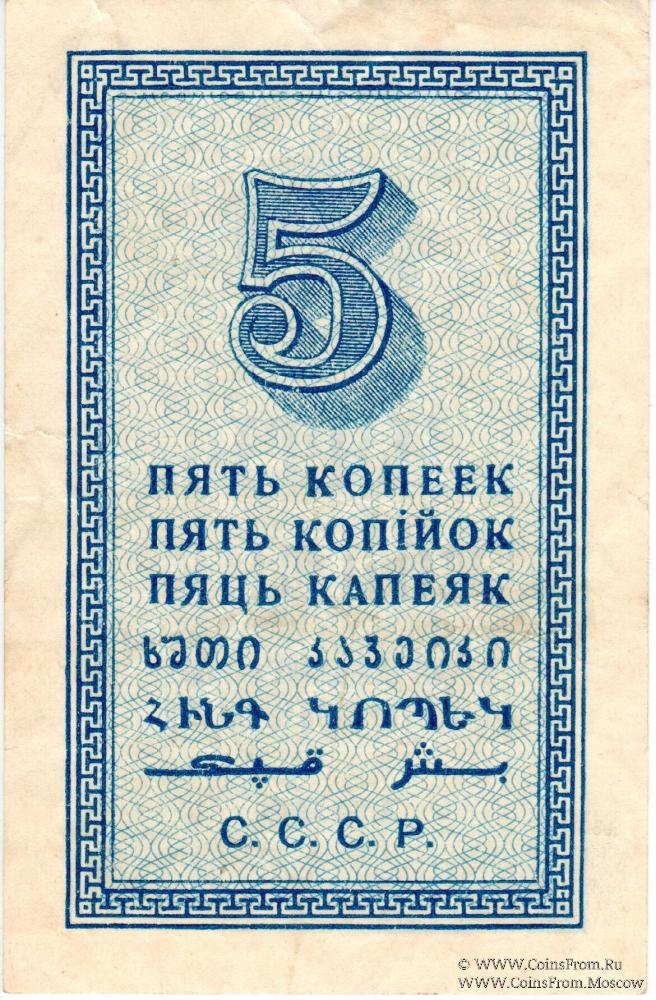 5
ПЯТЬ КОПЕЕК
ПЯТЬ КОПІЙОК
ПЯЦЬ КАПЕЯК
ხუთი კაპეიკი
ՀԻՆԳ ԿՈՊԵԿ
بش قپك
С. С. С. Р.
© WWW.CoinsFrom.Ru
WWW.CoinsFrom.Moscow